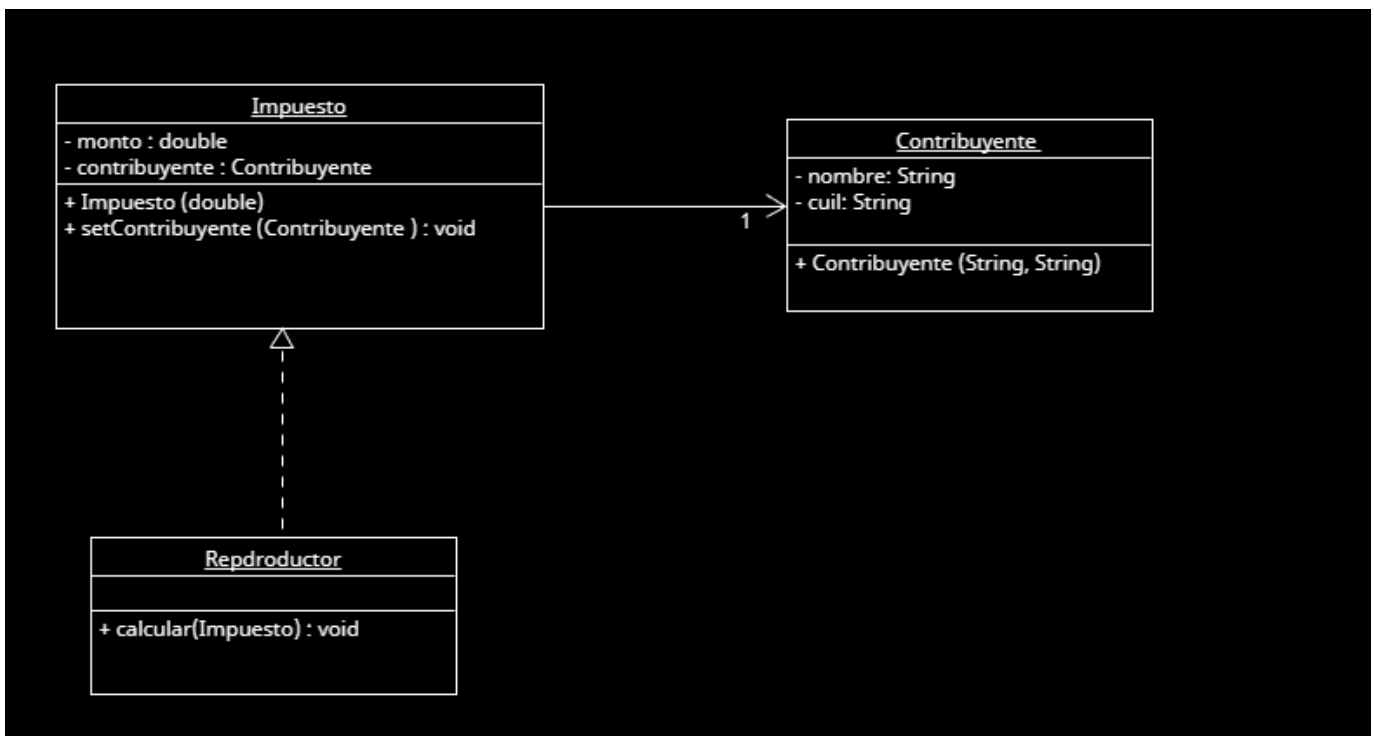 Impuesto
- monto : double
- contribuyente : Contribuyente
+ Impuesto (double)
+ setContribuyente (Contribuyente ) : void
1
Contribuyente
- nombre: String
- cuil: String
+ Contribuyente (String, String)
Repdroductor
+ calcular(Impuesto) : void